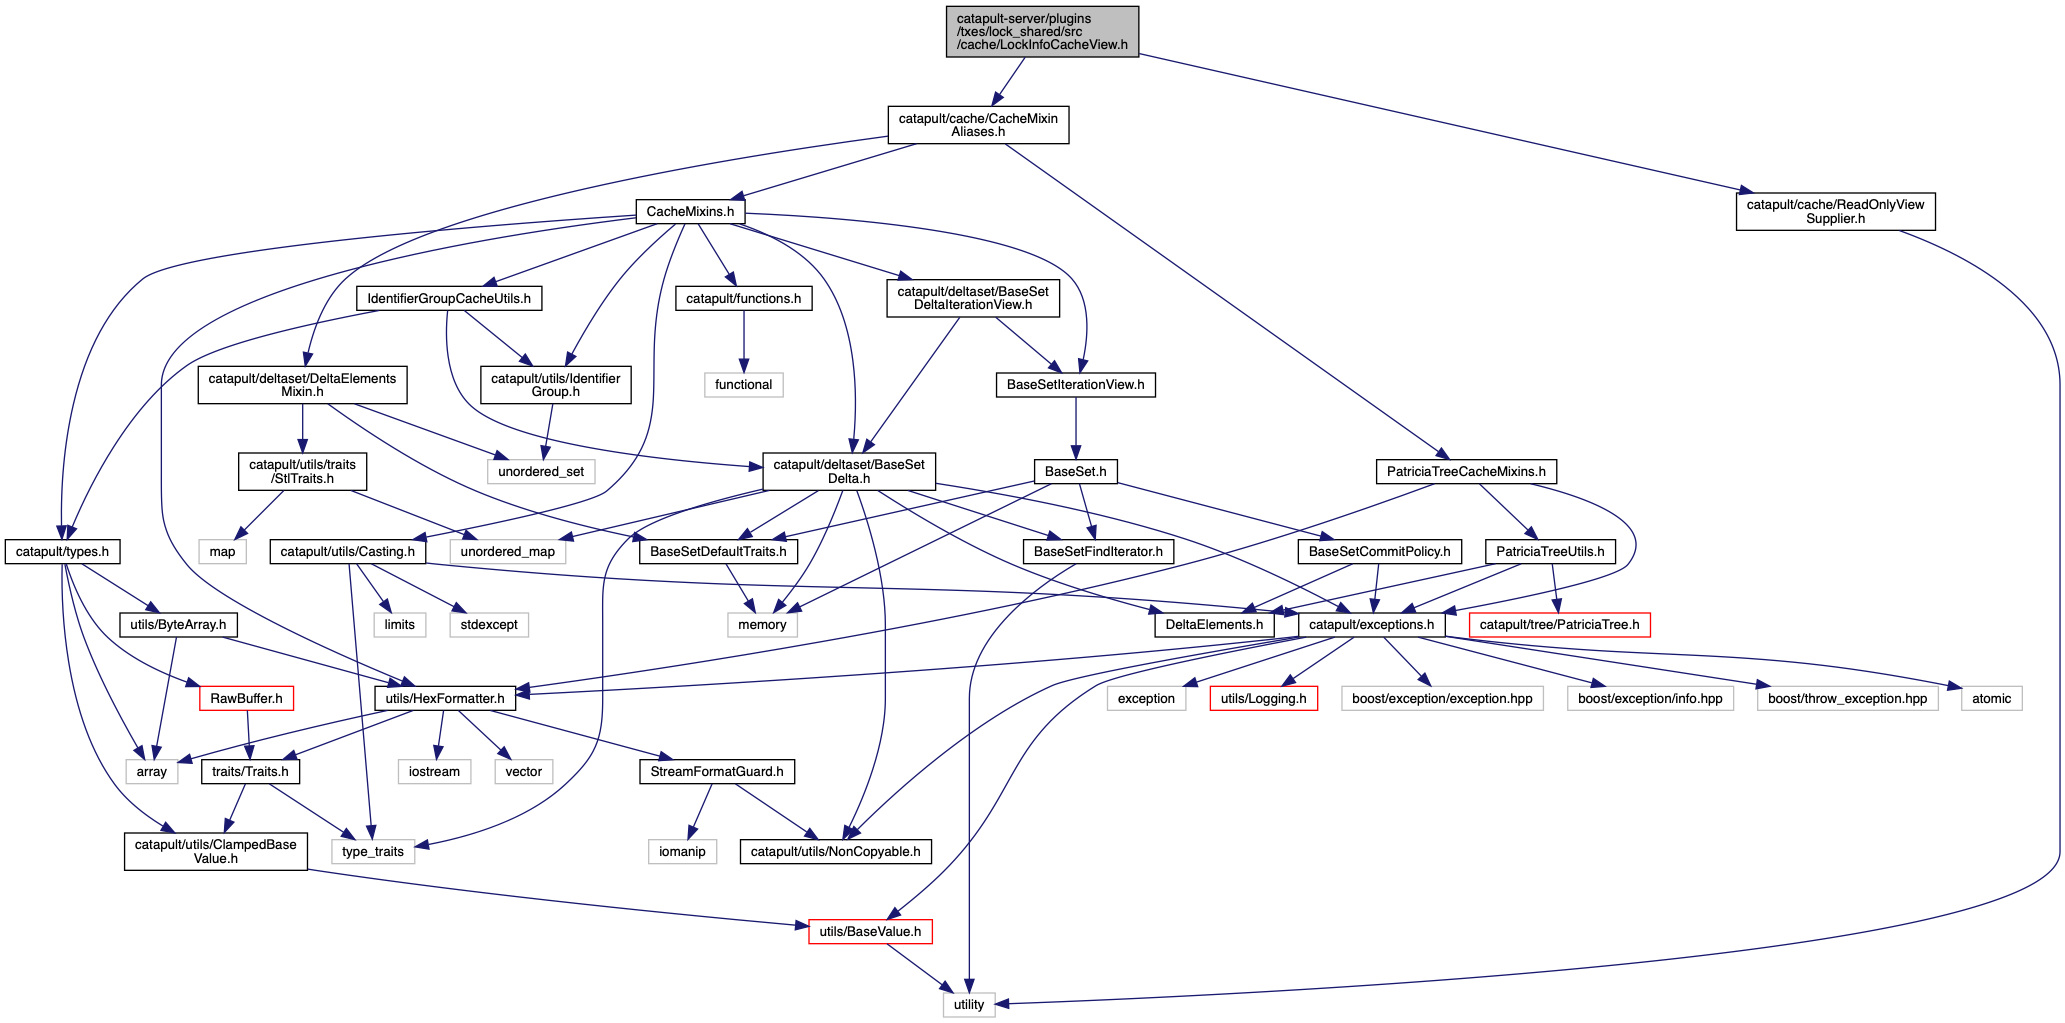 catapult-server/plugins
/txes/lock_shared/src
/cache/LockInfoCacheView.h
catapult/cache/CacheMixin
Aliases.h
catapult/cache/ReadOnlyView
Supplier.h
CacheMixins.h
IdentifierGroupCacheUtils.h
catapult/functions.h
catapult/deltaset/BaseSet
DeltaIterationView.h
catapult/deltaset/DeltaElements
Mixin.h
catapult/utils/Identifier
Group.h
functional
BaseSetIterationView.h
catapult/utils/traits
/StlTraits.h
unordered_set
catapult/deltaset/BaseSet
Delta.h
BaseSet.h
PatriciaTreeCacheMixins.h
catapult/types.h
map
catapult/utils/Casting.h
unordered_map
BaseSetDefaultTraits.h
BaseSetFindIterator.h
BaseSetCommitPolicy.h
PatriciaTreeUtils.h
utils/ByteArray.h
limits
stdexcept
memory
DeltaElements.h
catapult/exceptions.h
catapult/tree/PatriciaTree.h
RawBuffer.h
utils/HexFormatter.h
exception
utils/Logging.h
boost/exception/exception.hpp
boost/exception/info.hpp
boost/throw_exception.hpp
atomic
array
traits/Traits.h
iostream
vector
StreamFormatGuard.h
catapult/utils/ClampedBase
Value.h
type_traits
iomanip
catapult/utils/NonCopyable.h
utils/BaseValue.h
utility